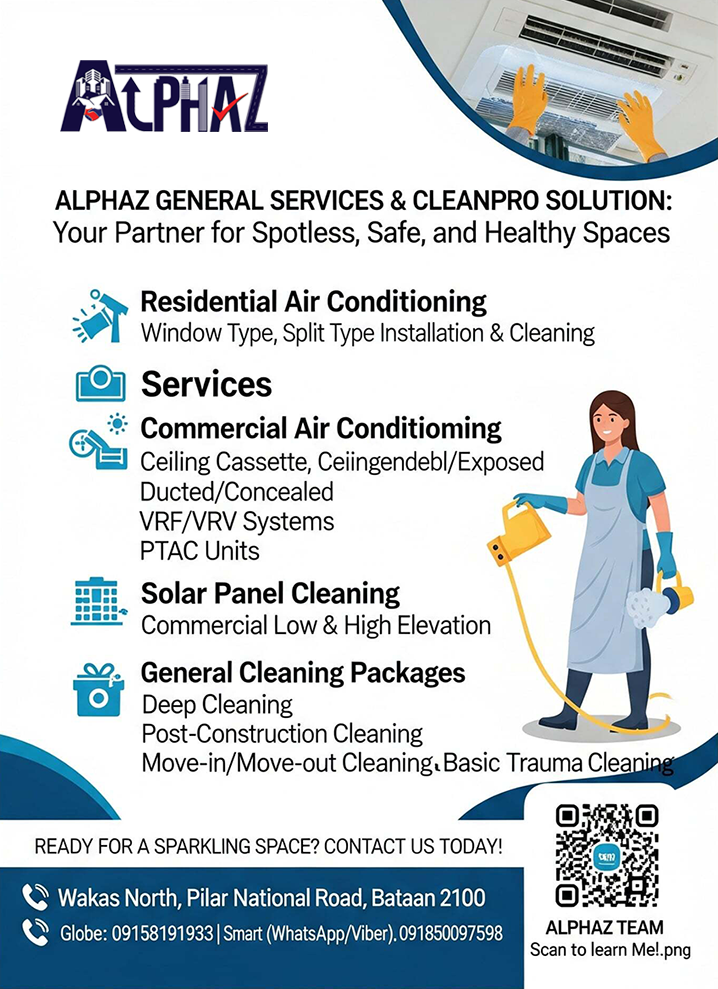 ALPHAZ
ALPHAZ GENERAL SERVICES & CLEANPRO SOLUTION:
Your Partner for Spotless, Safe, and Healthy Spaces
Residential Air Conditioning
Window Type, Split Type Installation & Cleaning
Services
Commercial Air Conditioming
Ceiling Cassette, Ceiingendebl/Exposed
Ducted/Concealed
VRF/VRV Systems
PTAC Units
Solar Panel Cleaning
Commercial Low & High Elevation
General Cleaning Packages
Deep Cleaning
Post-Construction Cleaning
Move-in/Move-out Cleaning. Basic Trauma Cleaning
READY FOR A SPARKLING SPACE? CONTACT US TODAY!
Wakas North, Pilar National Road, Bataan 2100
Globe: 09158191933 | Smart (WhatsApp/Viber). 091850097598
ALPHAZ TEAM
Scan to learn Me!.png